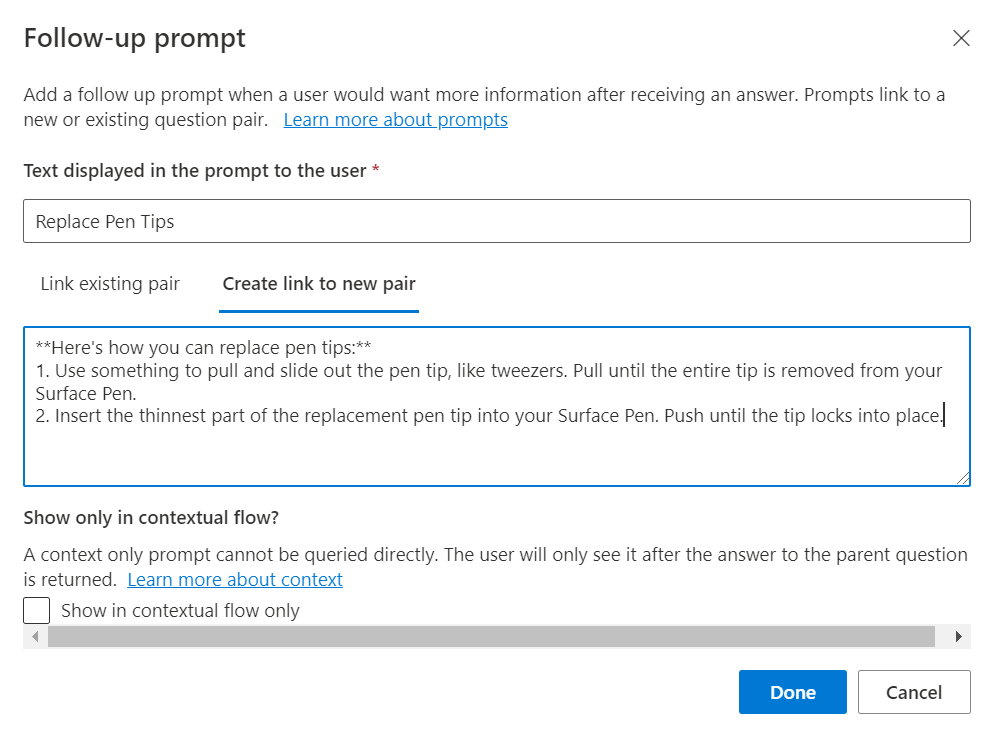 Follow-up prompt
Add a follow up prompt when a user would want more information after receiving an answer. Prompts link to a
new or existing question pair. Learn more about prompts
Text displayed in the prompt to the user *
Replace Pen Tips
Link existing pair Create link to new pair
**Here's how you can replace pen tips:**
1. Use something to pull and slide out the pen tip, like tweezers. Pull until the entire tip is removed from your
Surface Pen.
2. Insert the thinnest part of the replacement pen tip into your Surface Pen. Push until the tip locks into place.
Show only in contextual flow?
A context only prompt cannot be queried directly. The user will only see it after the answer to the parent question
is returned. Learn more about context
Show in contextual flow only
Done Cancel